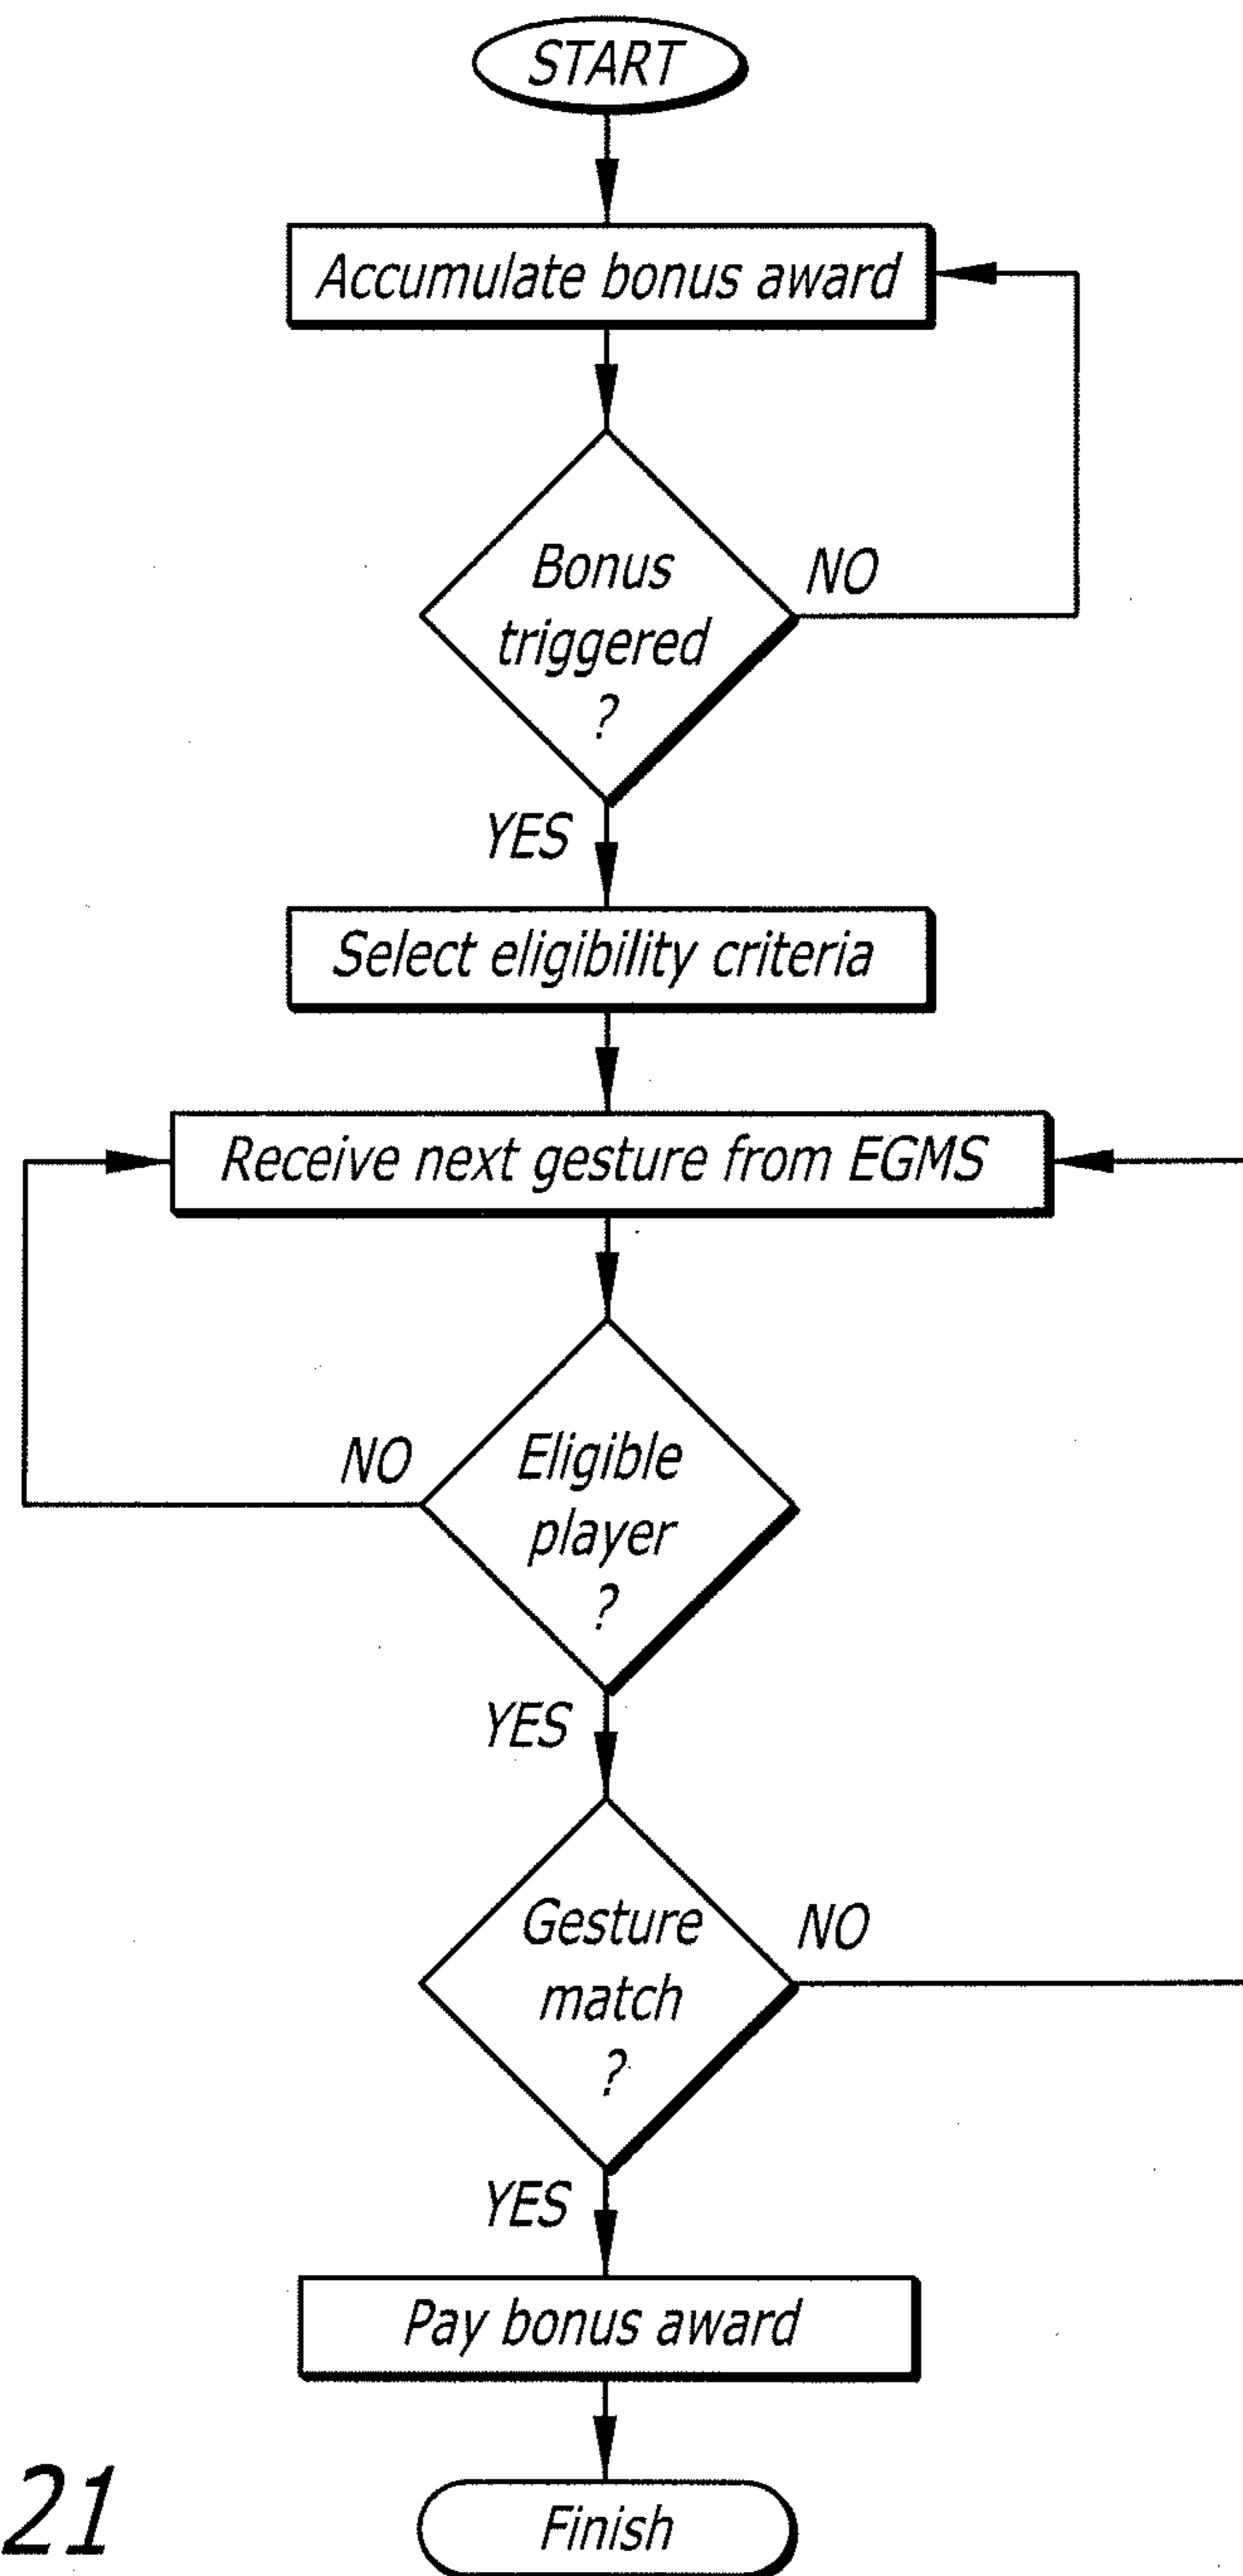 START
Accumulate bonus award
Bonus
triggered
?
NO
YES
Select eligibility criteria
Receive next gesture from EGMS
NO
Eligible
player
?
YES
Gesture
match
?
NO
YES
Pay bonus award
Finish
21